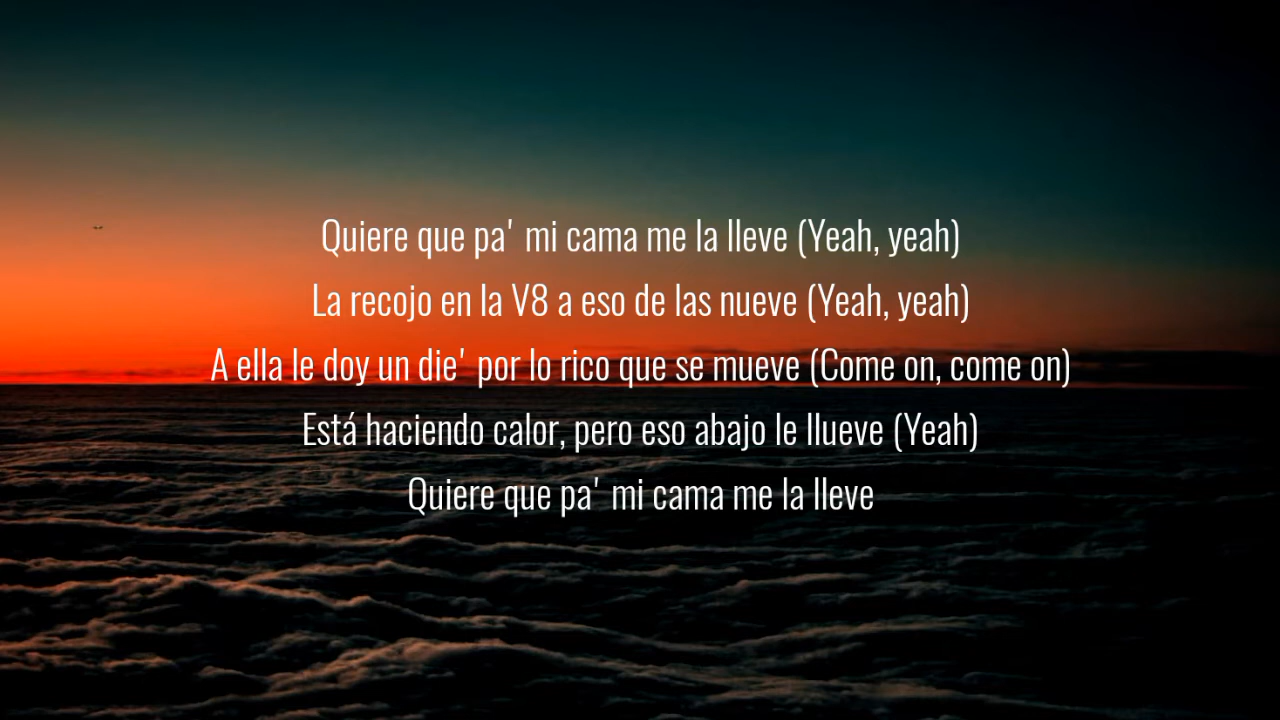 Quiere que pa' mi cama me la lleve (Yeah, yeah)
La recojo en la V8 a eso de las nueve (Yeah, yeah)
A ella le doy un die' por lo rico que se mueve (Come on, come on)
Está haciendo calor, pero eso abajo le llueve (Yeah)
Quiere que pa' mi cama me la lleve